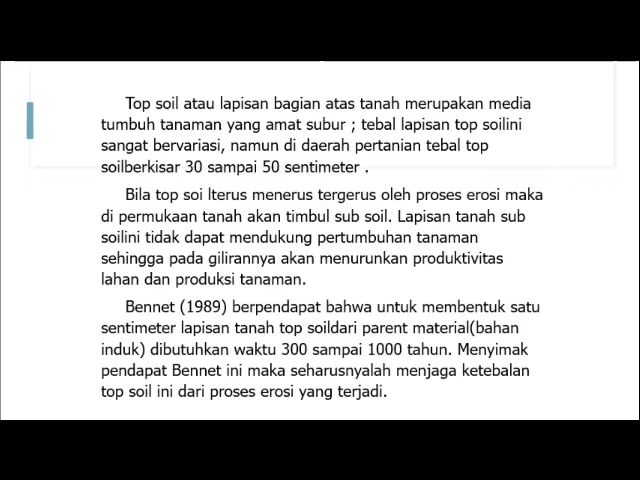 Top soil atau lapisan bagian atas tanah merupakan media
tumbuh tanaman yang amat subur ; tebal lapisan top soilini
sangat bervariasi, namun di daerah pertanian tebal top
soilberkisar 30 sampai 50 sentimeter .
Bila top soi lterus menerus tergerus oleh proses erosi maka
di permukaan tanah akan timbul sub soil. Lapisan tanah sub
soilini tidak dapat mendukung pertumbuhan tanaman
sehingga pada gilirannya akan menurunkan produktivitas
lahan dan produksi tanaman.
Bennet (1989) berpendapat bahwa untuk membentuk satu
sentimeter lapisan tanah top soildari parent material(bahan
induk) dibutuhkan waktu 300 sampai 1000 tahun. Menyimak
pendapat Bennet ini maka seharusnyalah menjaga ketebalan
top soil ini dari proses erosi yang terjadi.